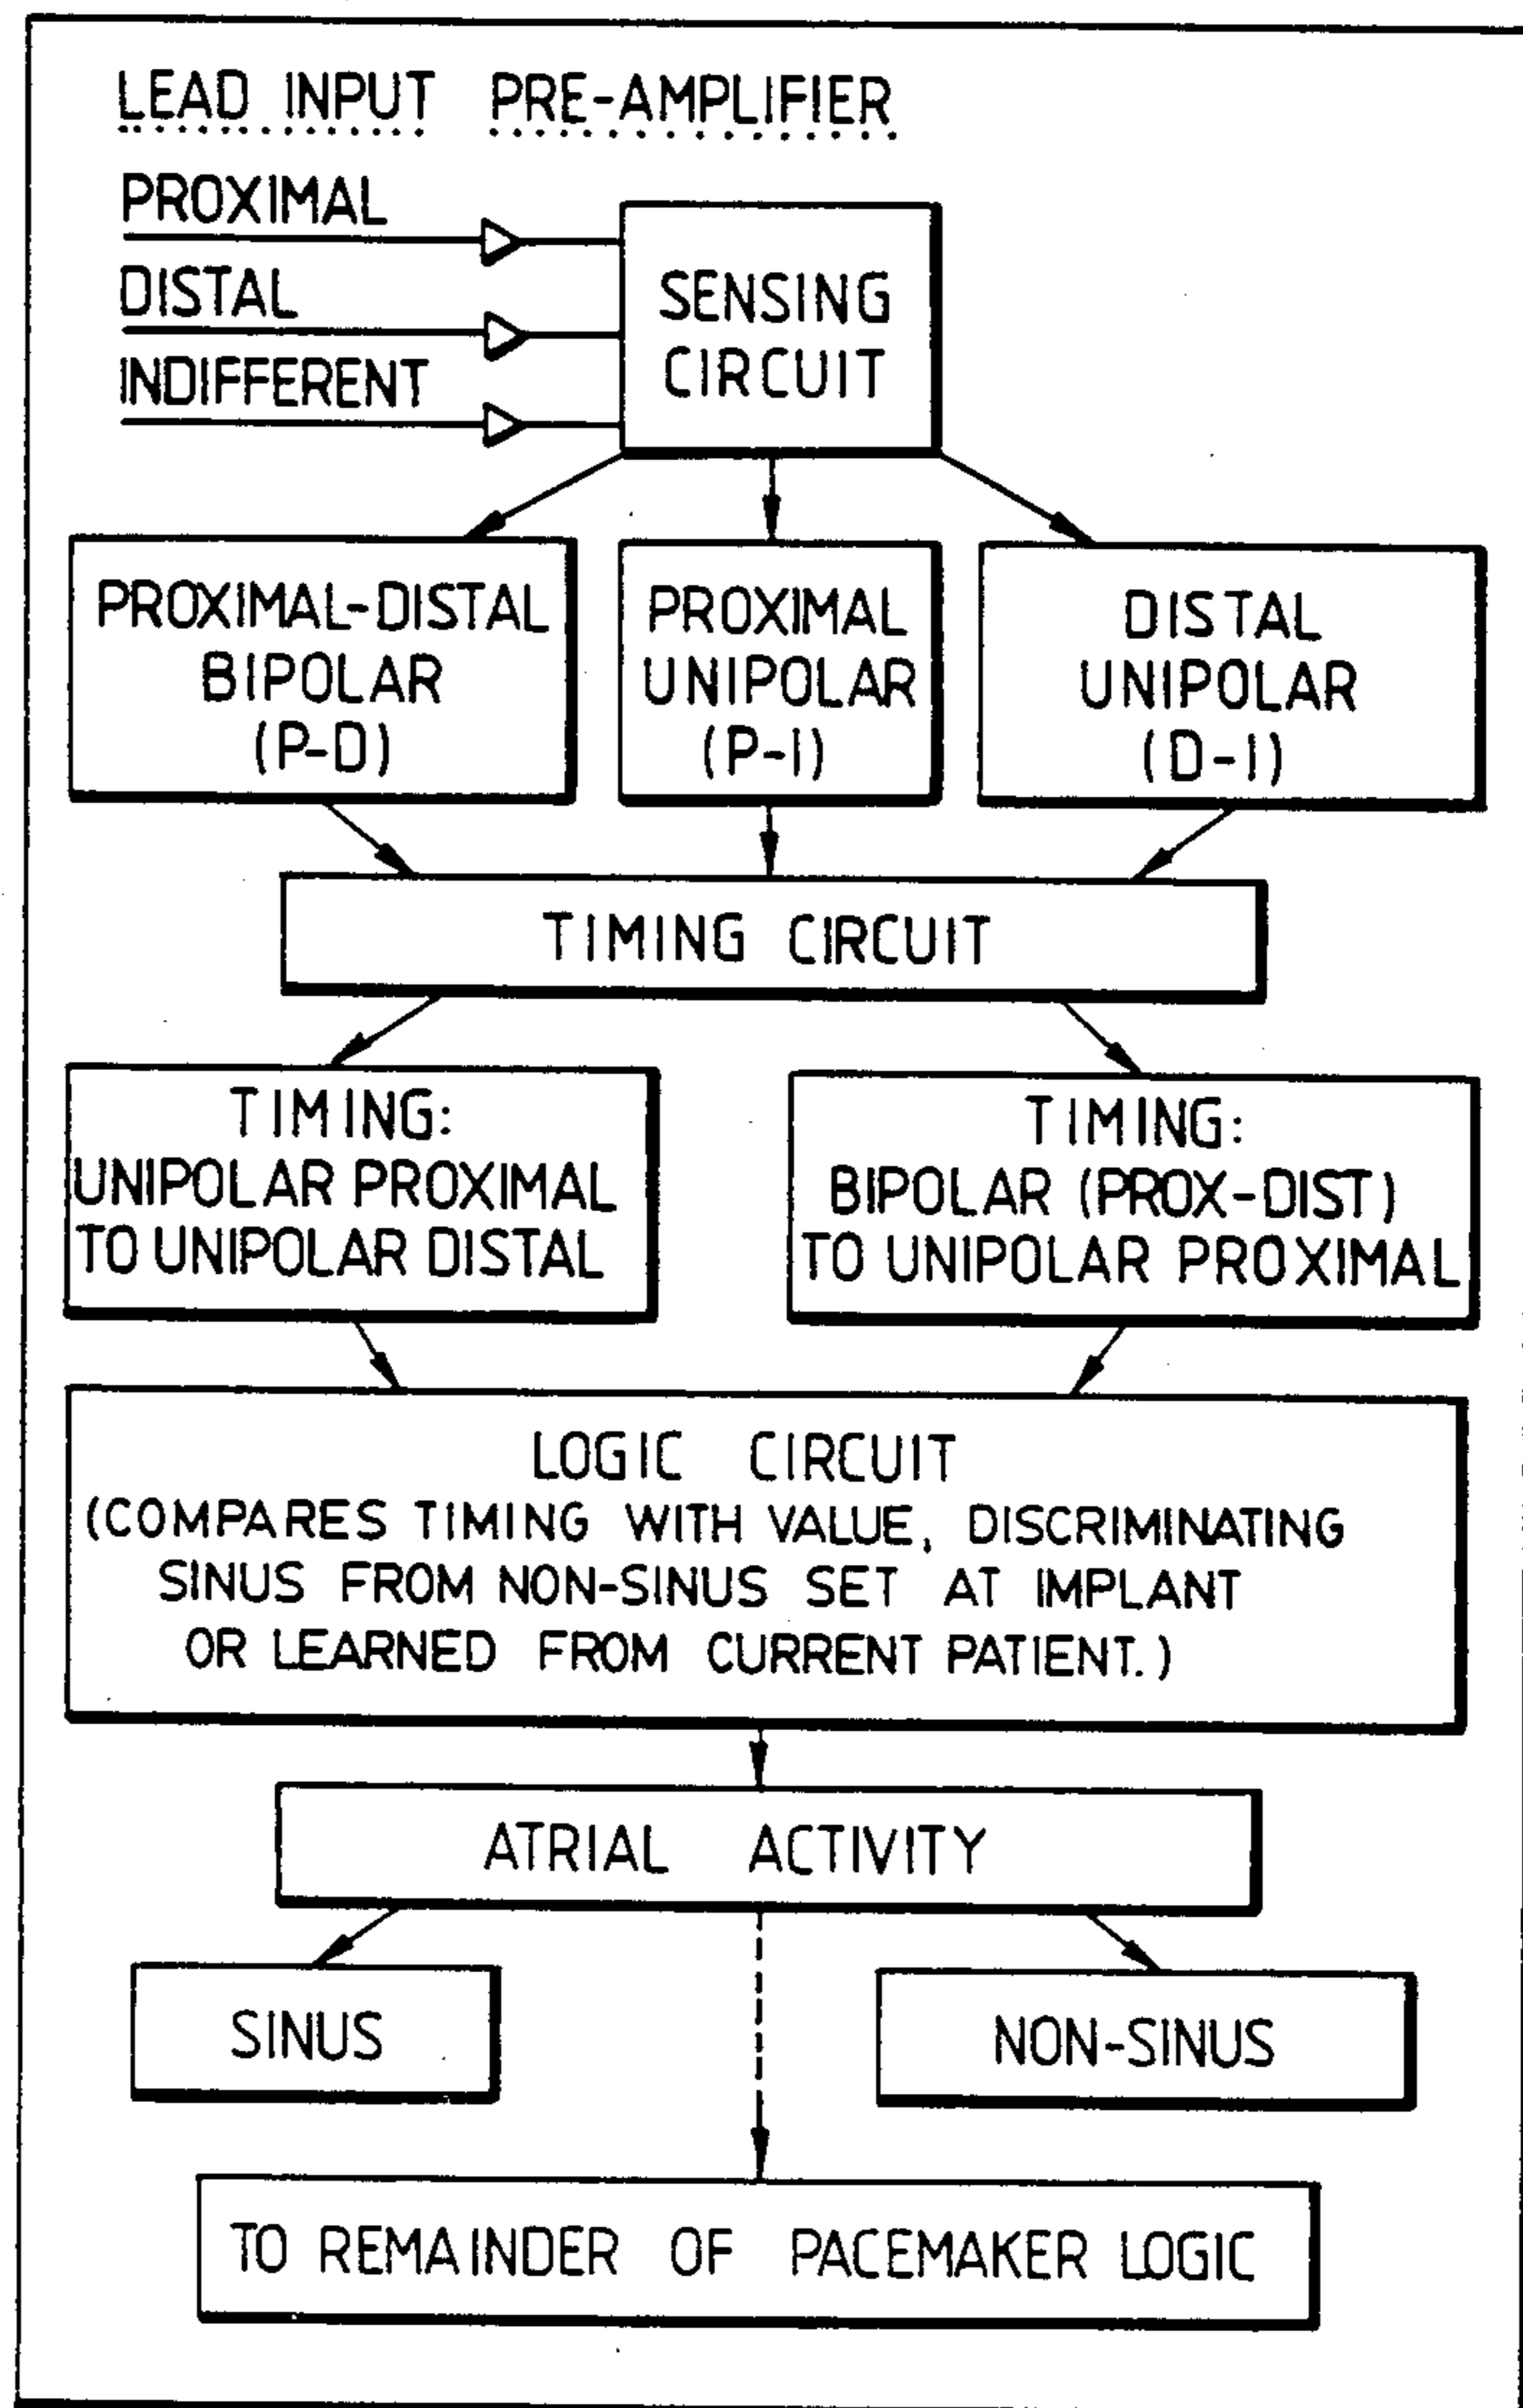 LEAD INPUT PRE-AMPLIFIER
PROXIMAL
DISTAL
INDIFFERENT
SENSING
CIRCUIT
PROXIMAL-DISTAL
BIPOLAR
(P-D)
PROXIMAL
UNIPOLAR
(P-I)
DISTAL
UNIPOLAR
(D-I)
TIMING CIRCUIT
TIMING:
UNIPOLAR PROXIMAL
TO UNIPOLAR DISTAL
TIMING:
BIPOLAR (PROX-DIST)
TO UNIPOLAR PROXIMAL
LOGIC CIRCUIT
(COMPARES TIMING WITH VALUE, DISCRIMINATING
SINUS FROM NON-SINUS SET AT IMPLANT
OR LEARNED FROM CURRENT PATIENT.)
ATRIAL ACTIVITY
SINUS
NON-SINUS
TO REMAINDER OF PACEMAKER LOGIC